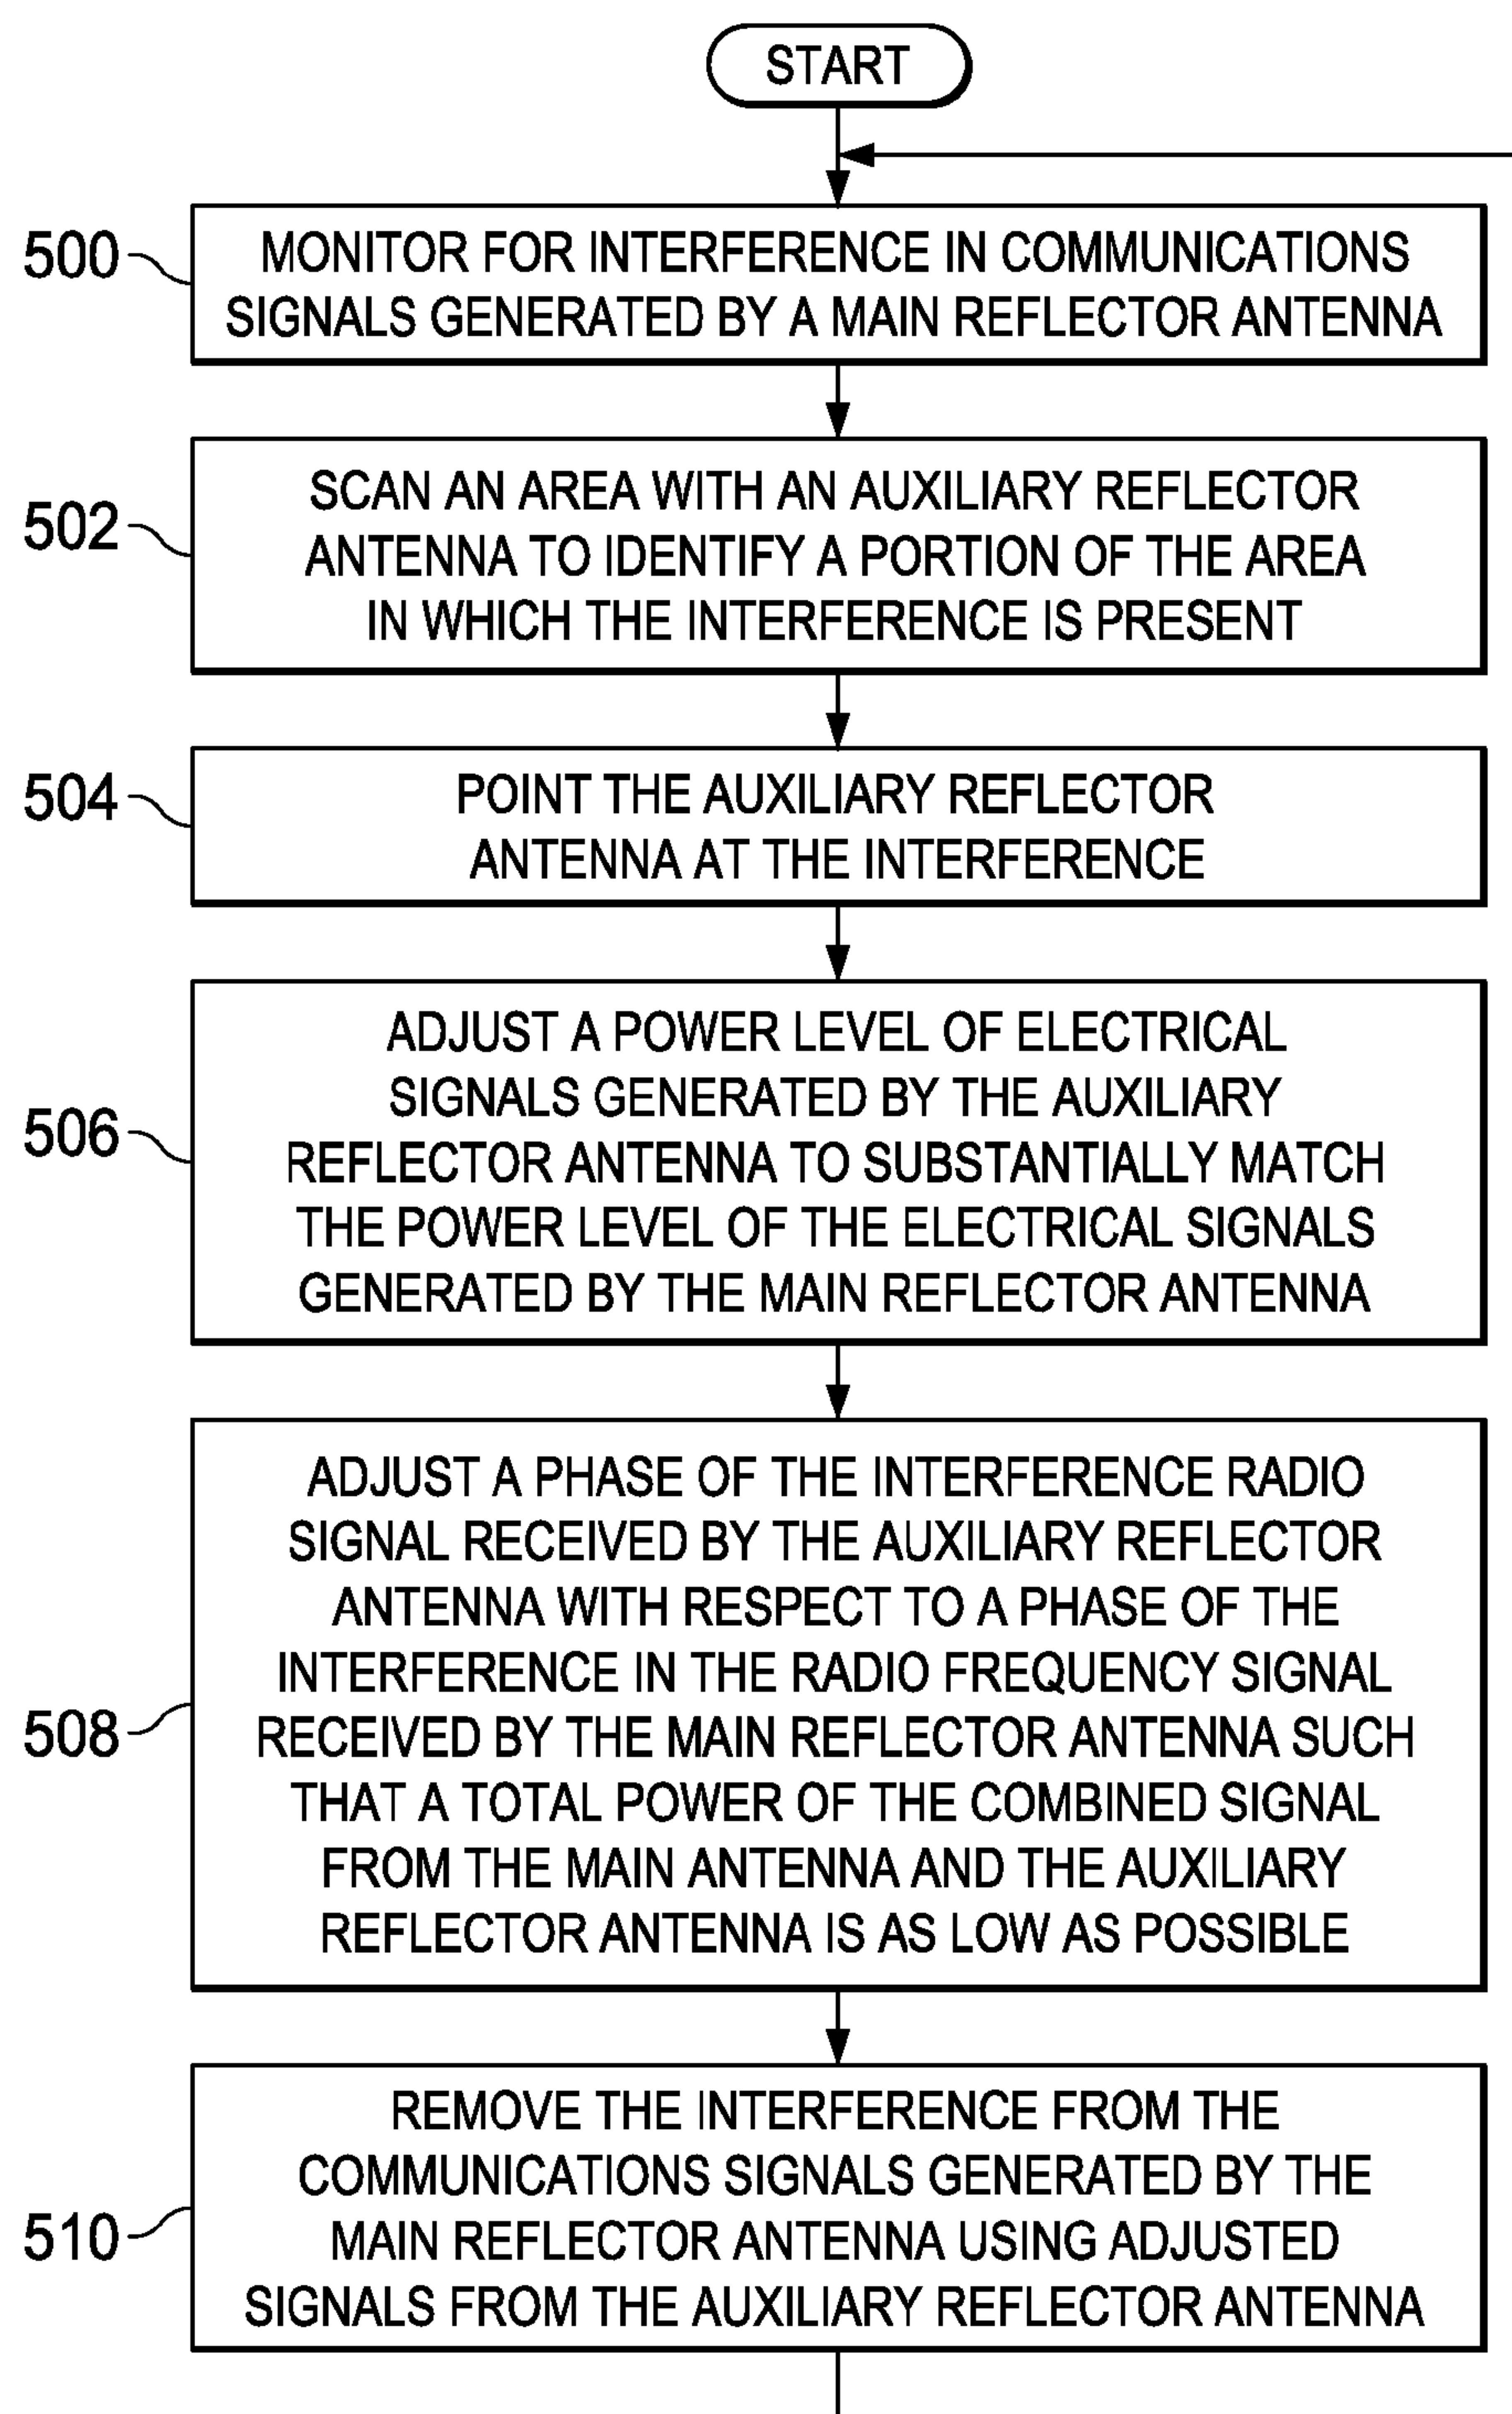 START
500
MONITOR FOR INTERFERENCE IN COMMUNICATIONS
SIGNALS GENERATED BY A MAIN REFLECTOR ANTENNA
502
SCAN AN AREA WITH AN AUXILIARY REFLECTOR
ANTENNA TO IDENTIFY A PORTION OF THE AREA
IN WHICH THE INTERFERENCE IS PRESENT
504
POINT THE AUXILIARY REFLECTOR
ANTENNA AT THE INTERFERENCE
506
ADJUST A POWER LEVEL OF ELECTRICAL
SIGNALS GENERATED BY THE AUXILIARY
REFLECTOR ANTENNA TO SUBSTANTIALLY MATCH
THE POWER LEVEL OF THE ELECTRICAL SIGNALS
GENERATED BY THE MAIN REFLECTOR ANTENNA
508
ADJUST A PHASE OF THE INTERFERENCE RADIO
SIGNAL RECEIVED BY THE AUXILIARY REFLECTOR
ANTENNA WITH RESPECT TO A PHASE OF THE
INTERFERENCE IN THE RADIO FREQUENCY SIGNAL
RECEIVED BY THE MAIN REFLECTOR ANTENNA SUCH
THAT A TOTAL POWER OF THE COMBINED SIGNAL
FROM THE MAIN ANTENNA AND THE AUXILIARY
REFLECTOR ANTENNA IS AS LOW AS POSSIBLE
510
REMOVE THE INTERFERENCE FROM THE
COMMUNICATIONS SIGNALS GENERATED BY THE
MAIN REFLECTOR ANTENNA USING ADJUSTED
SIGNALS FROM THE AUXILIARY REFLECTOR ANTENNA